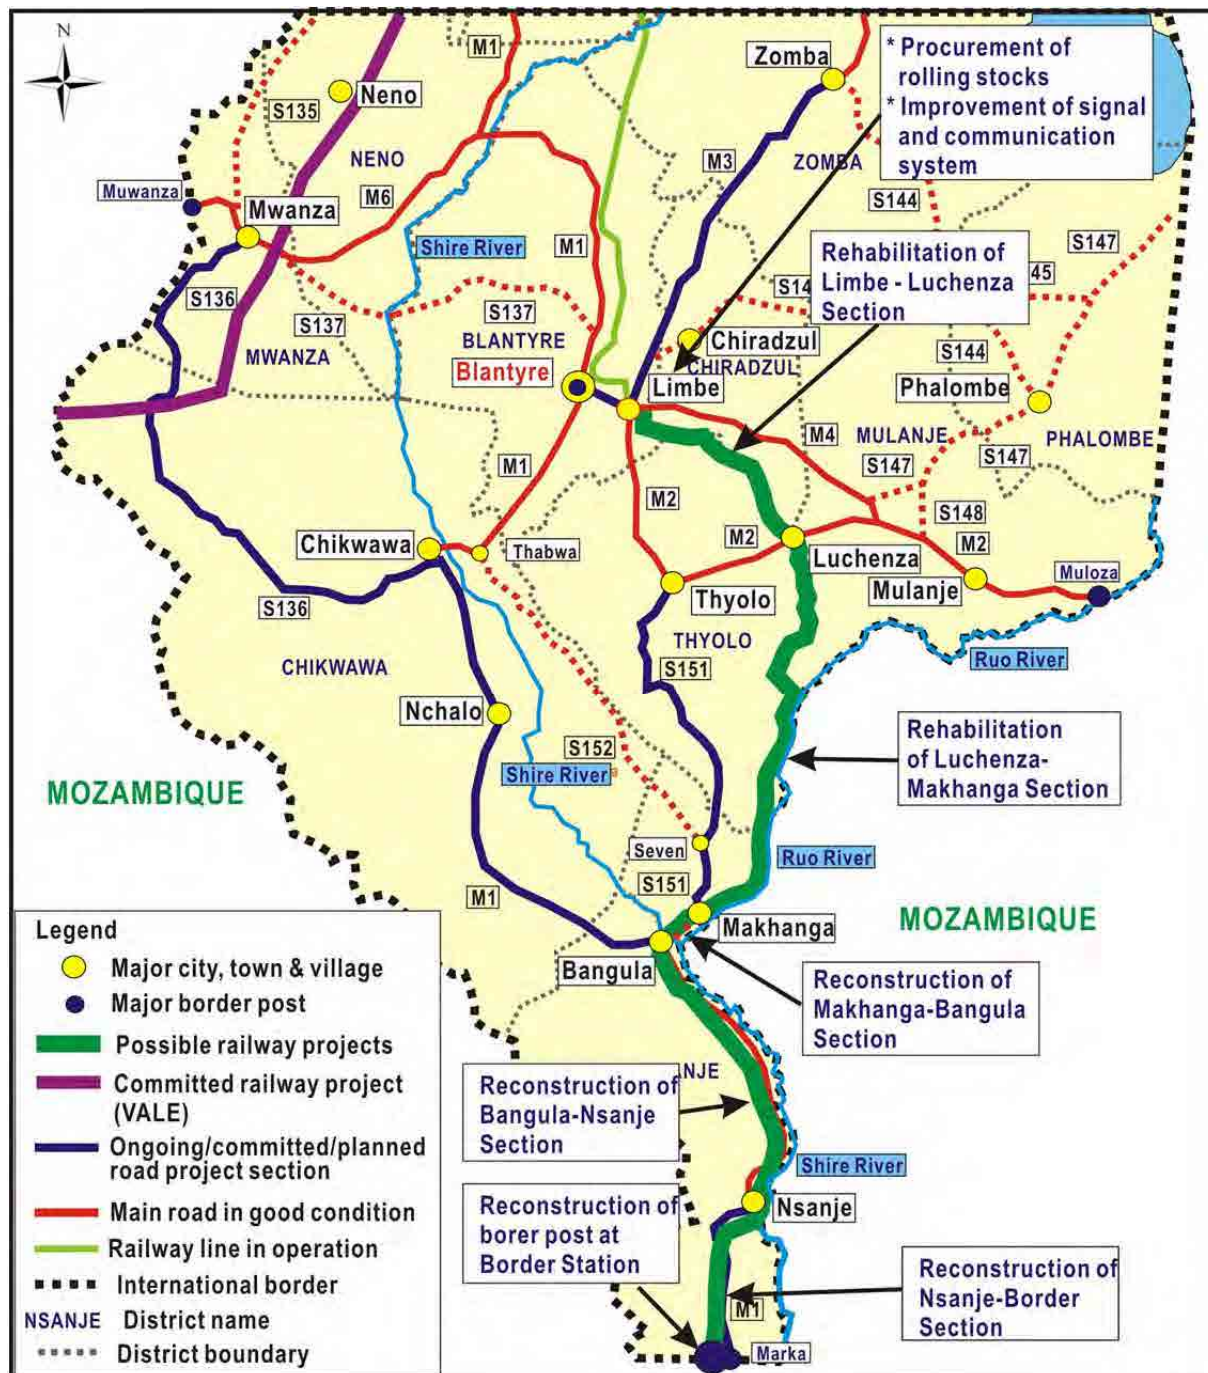 N
M1
Zomba
* Procurement of
rolling stocks
* Improvement of signal
and communication
system
S135
Neno
NENO
M3
ZOMBA
Muwanza
Mwanza
M6
S144
Shire River
M1
Rehabilitation of
Limbe - Luchenza
Section
S147
45
S136
S137
S137
S14
MWANZA
BLANTYRE
Chiradzul
CHIRADZUL
S144
Blantyre
Limbe
Phalombe
M4
MULANJE
PHALOMBE
M1
S147
S147
M2
S148
Chikwawa
Thabwa
M2
Luchenza
M2
Mulanje
Muloza
S136
Thyolo
THYOLO
CHIKWAWA
S151
Ruo River
Nchalo
S152
Rehabilitation
of Luchenza-
Makhanga Section
Shire River
MOZAMBIQUE
Seven
Ruo River
S151
M1
MOZAMBIQUE
Makhanga
Bangula
Reconstruction of
Makhanga-Bangula
Section
Reconstruction of
Bangula-Nsanje
Section
NJE
Shire River
Reconstruction of
borer post at
Border Station
Nsanje
Reconstruction of
Nsanje-Border
Section
M1
Marka
Legend
Major city, town & village
Major border post
Possible railway projects
Committed railway project
(VALE)
Ongoing/committed/planned
road project section
Main road in good condition
Railway line in operation
International border
NSANJE District name
District boundary